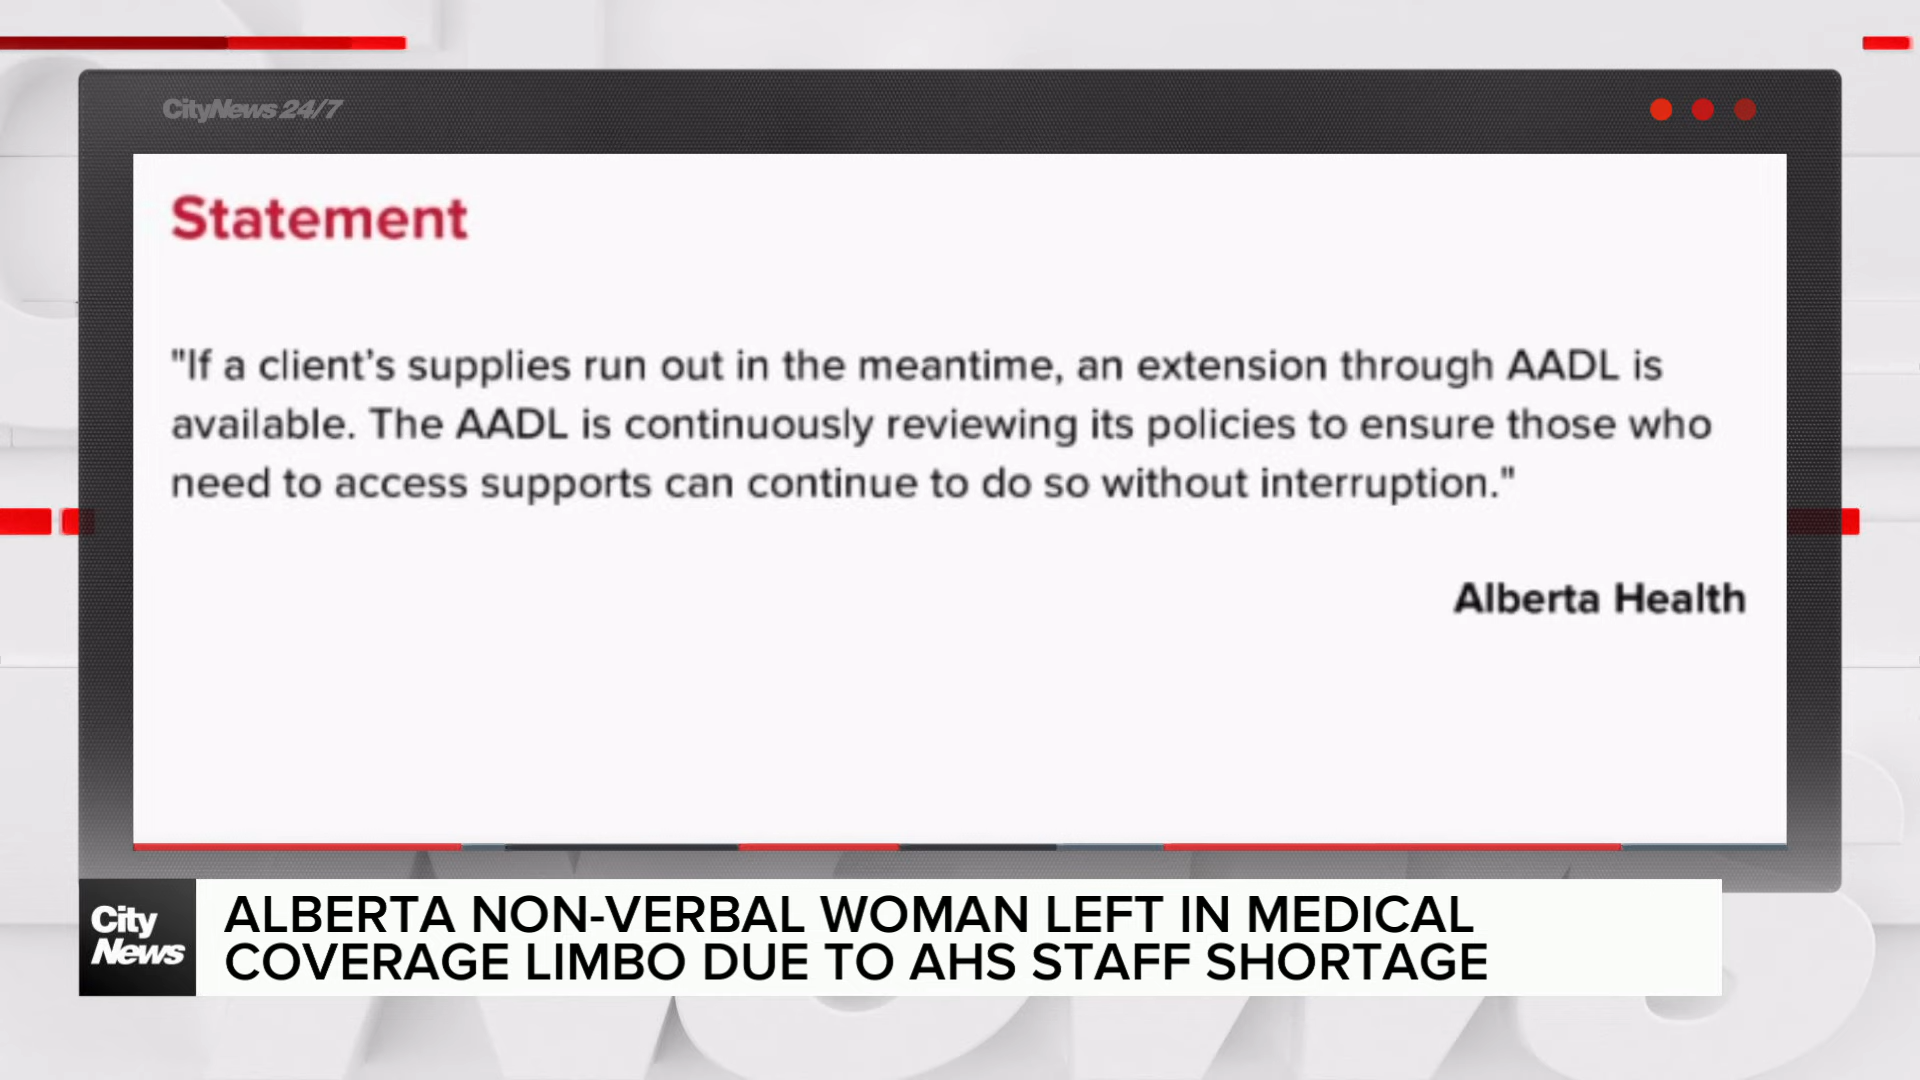 CityNews 24/7
Statement
"If a client's supplies run out in the meantime, an extension through AADL is
available. The AADL is continuously reviewing its policies to ensure those who
need to access supports can continue to do so without interruption."
Alberta Health
City
News
ALBERTA NON-VERBAL WOMAN LEFT IN MEDICAL
COVERAGE LIMBO DUE TO AHS STAFF SHORTAGE